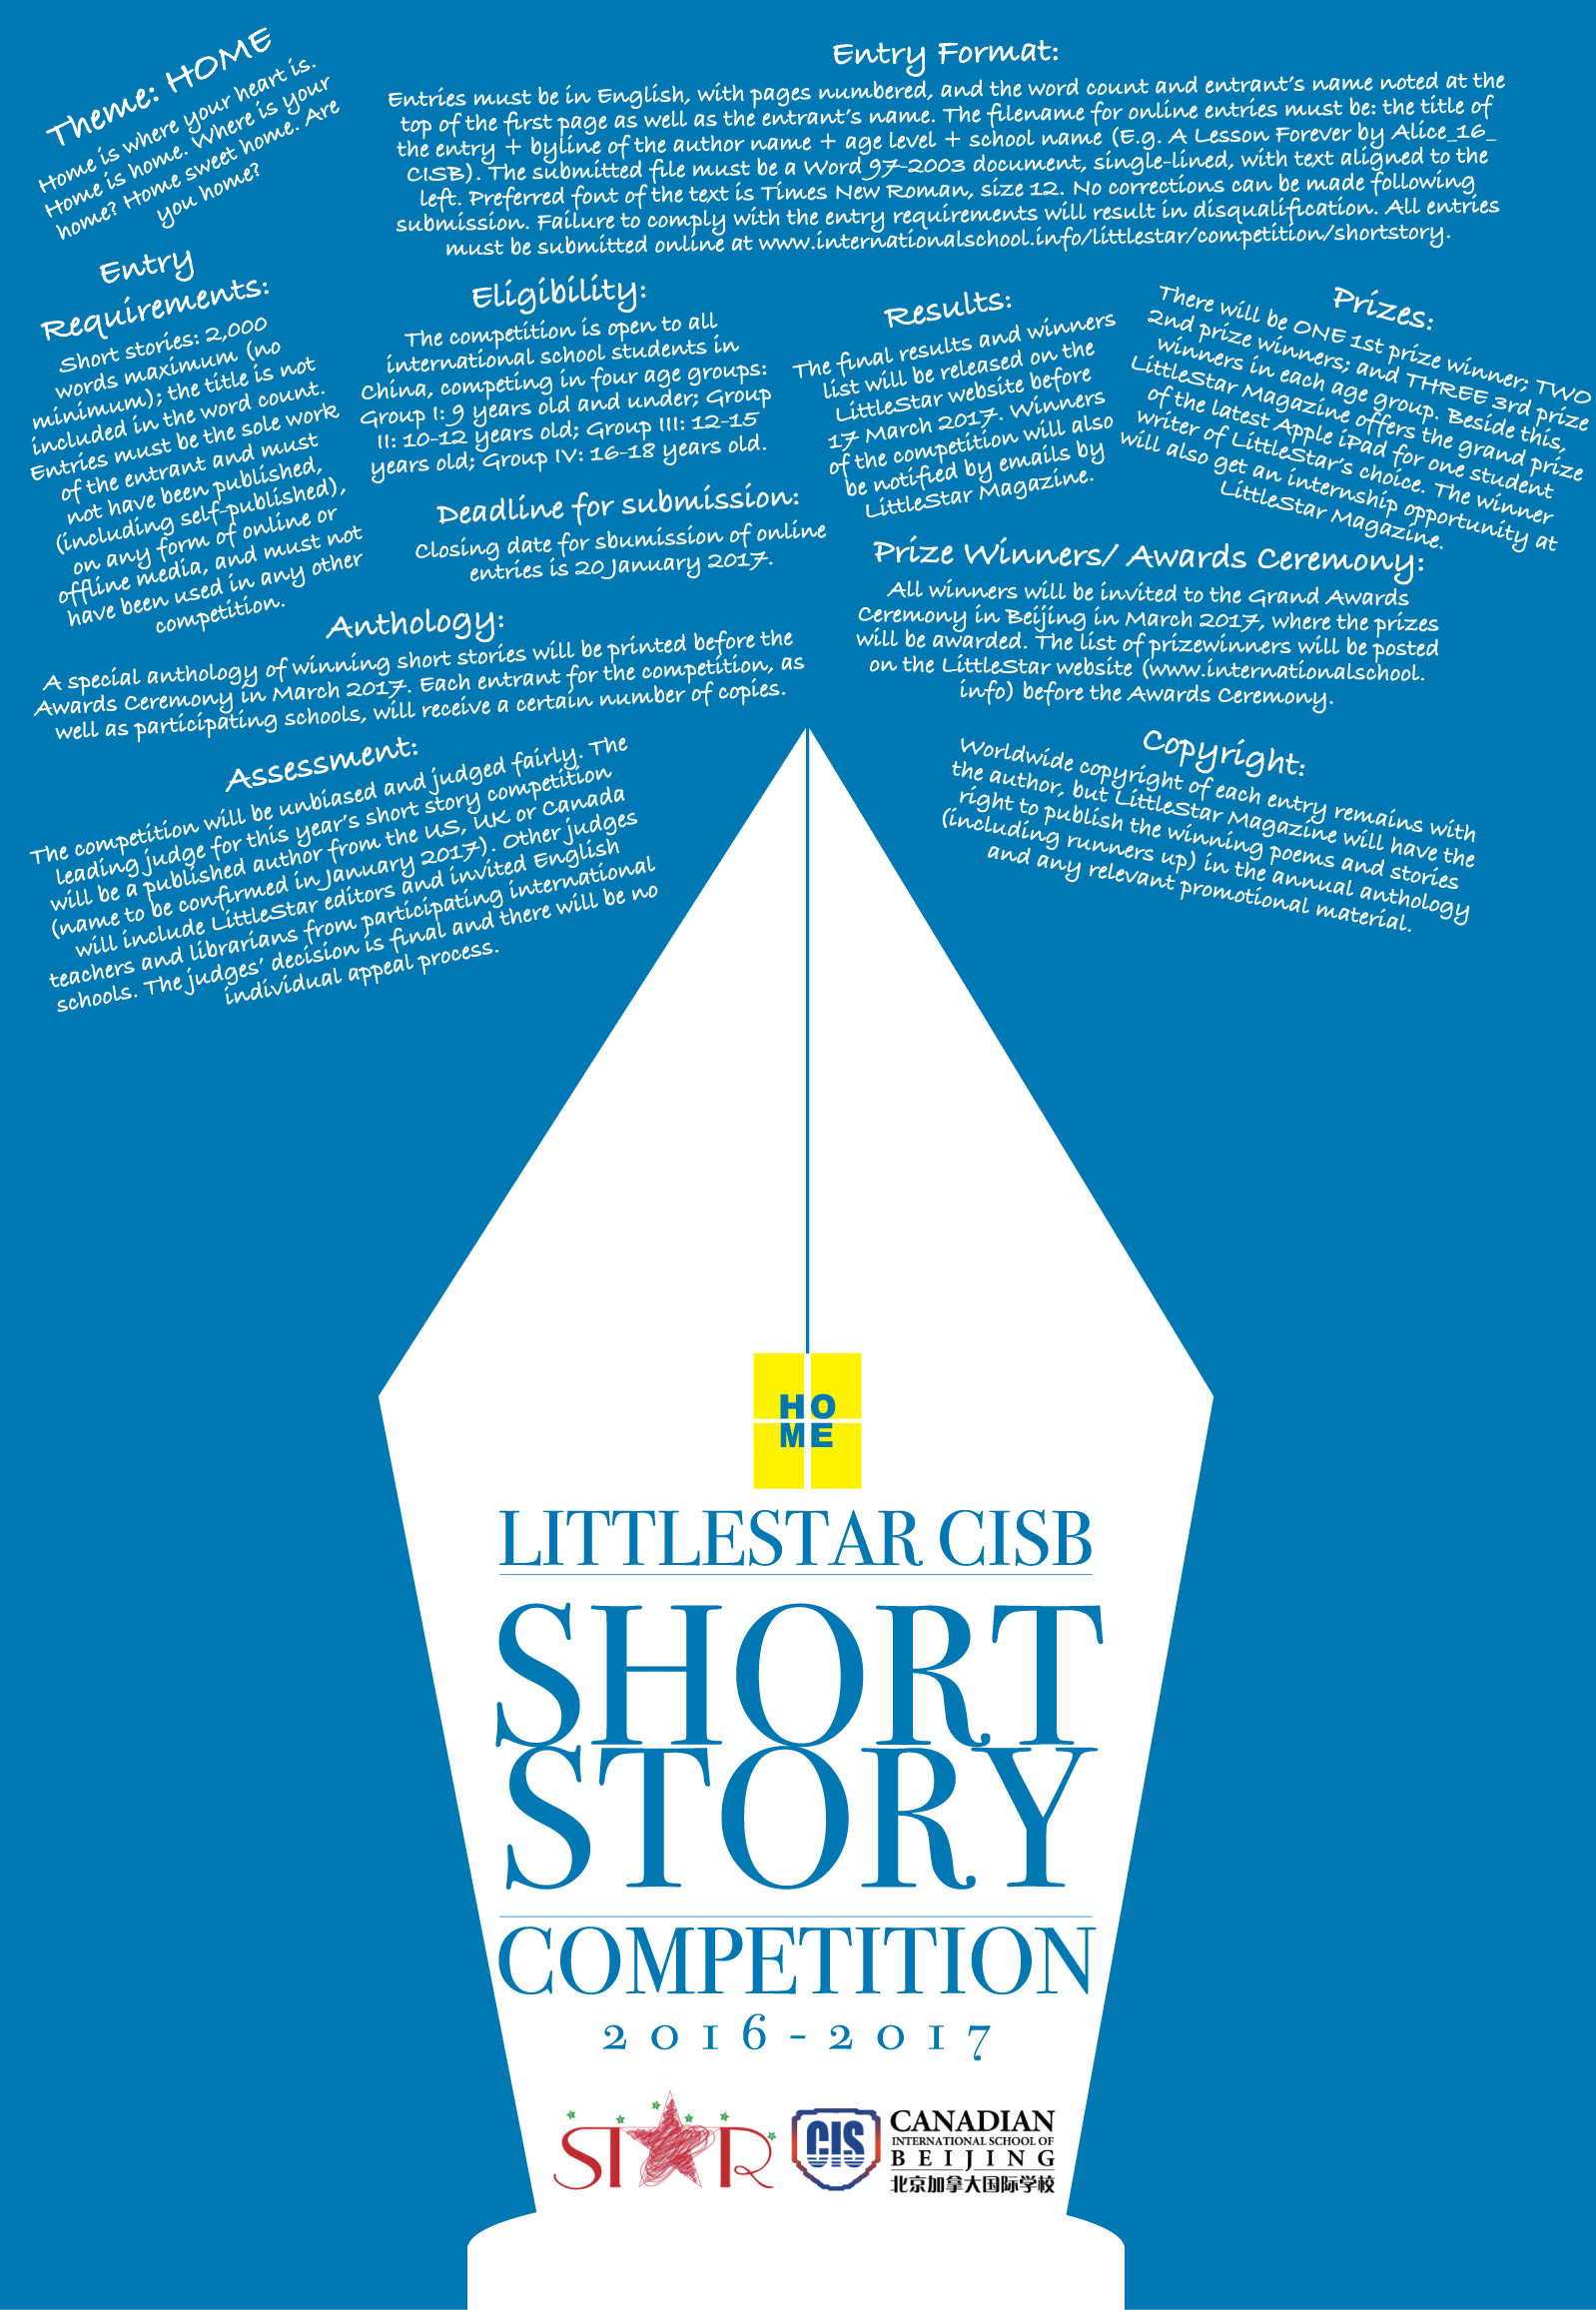 Theme: HOME
Home is where your heart is.
Home is home. Where is your
home? Home sweet home. Are
you home?
Entry Format:
Entries must be in English, with pages numbered, and the word count and entrant's name noted at the
top of the first page as well as the entrant's name. The filename for online entries must be: the title of
the entry + byline of the author name + age level + school name (E.g. A Lesson Forever by Alice_16_
CISB). The submitted file must be a Word 97-2003 document, single-lined, with text aligned to the
left. Preferred font of the text is Times New Roman, size 12. No corrections can be made following
submission. Failure to comply with the entry requirements will result in disqualification. All entries
must be submitted online at www.internationalschool.info/littlestar/competition/shortstory.
Entry
Requirements:
Short stories: 2,000
words maximum (no
minimum); the title is not
included in the word count.
Entries must be the sole work
of the entrant and must
not have been published,
(including self-published),
on any form of online or
offline media, and must not
have been used in any other
competition.
Eligibility:
The competition is open to all
international school students in
China, competing in four age groups:
Group I: 9 years old and under; Group
II: 10-12 years old; Group III: 12-15
years old; Group IV: 16-18 years old.
Deadline for submission:
Closing date for sbumission of online
entries is 20 January 2017.
Results:
The final results and winners
list will be released on the
LittleStar website before
17 March 2017. Winners
of the competition will also
be notified by emails by
LittleStar Magazine.
Prizes:
There will be ONE 1st prize winner; TWO
2nd prize winners; and THREE 3rd prize
winners in each age group. Beside this,
LittleStar Magazine offers the grand prize
of the latest Apple iPad for one student
writer of LittleStar's choice. The winner
will also get an internship opportunity at
LittleStar Magazine.
Prize Winners/ Awards Ceremony:
All winners will be invited to the Grand Awards
Ceremony in Beijing in March 2017, where the prizes
will be awarded. The list of prizewinners will be posted
on the LittleStar website (www.internationalschool.
info) before the Awards Ceremony.
Anthology:
A special anthology of winning short stories will be printed before the
Awards Ceremony in March 2017. Each entrant for the competition, as
well as participating schools, will receive a certain number of copies.
Assessment:
The competition will be unbiased and judged fairly. The
leading judge for this year's short story competition
will be a published author from the US, UK or Canada
(name to be confirmed in January 2017). Other judges
will include LittleStar editors and invited English
teachers and librarians from participating international
schools. The judges' decision is final and there will be no
individual appeal process.
Copyright:
Worldwide copyright of each entry remains with
the author, but LittleStar Magazine will have the
right to publish the winning poems and stories
(including runners up) in the annual anthology
and any relevant promotional material.
HO
ME
LITTLESTAR CISB
SHORT
STORY
COMPETITION
2016-2017
STAR
CIS
CANADIAN
INTERNATIONAL SCHOOL OF
BEIJING
北京加拿大国际学校